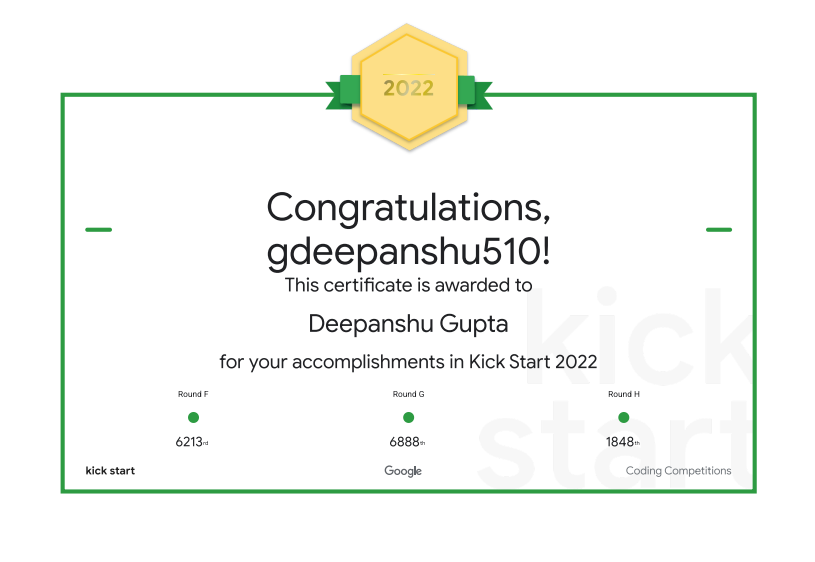 2022
Congratulations,
gdeepanshu510!
This certificate is awarded to
Deepanshu Gupta
for your accomplishments in Kick Start 2022
Round F Round G Round H
6213rd 6888th 1848th
kick start Google Coding Competitions
kick
start